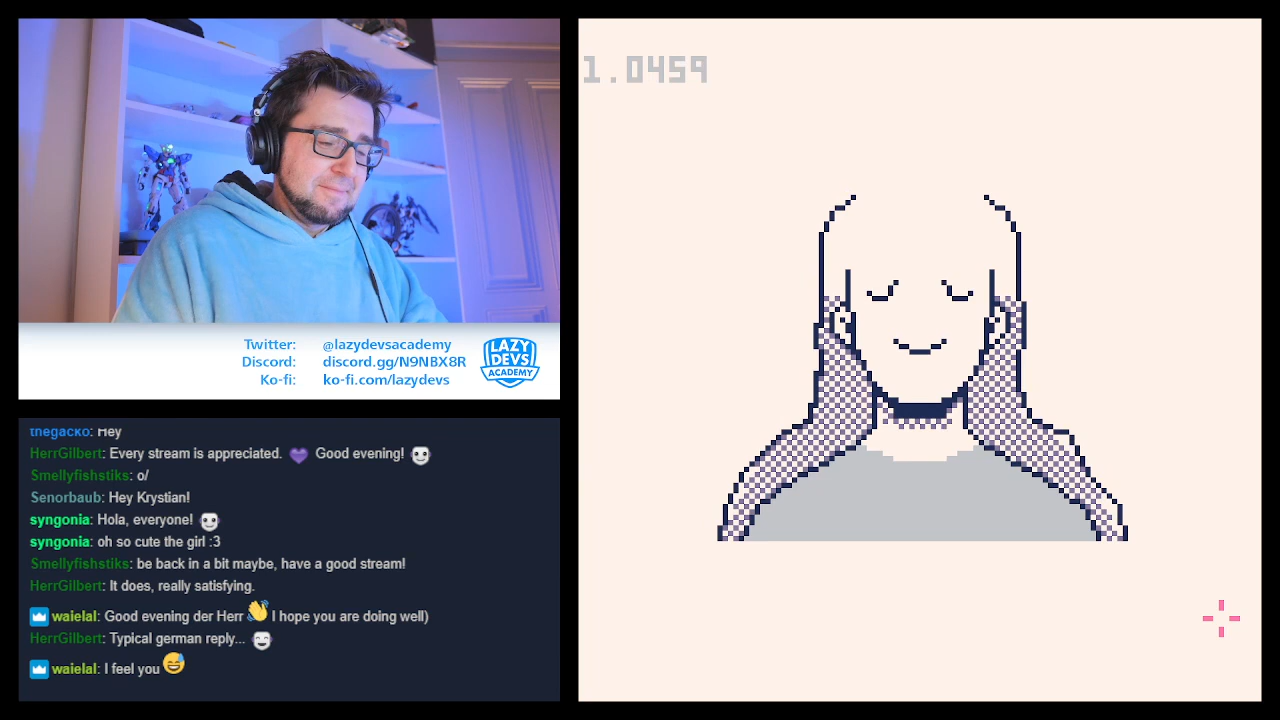 1.0459
Twitter: @lazydevsacademy
Discord: discord.gg/N9NBX8R
Ko-fi: ko-fi.com/lazydevs
LAZY
DEVS
ACADEMY
thegacko: Hey
HerrGilbert: Every stream is appreciated. 💜 Good evening!
Smellyfishstiks: o/
Senorbaub: Hey Krystian!
syngonia: Hola, everyone!
syngonia: oh so cute the girl :3
Smellyfishstiks: be back in a bit maybe, have a good stream!
HerrGilbert: It does, really satisfying.
waielal: Good evening der Herr 👋 I hope you are doing well)
HerrGilbert: Typical german reply...
waielal: I feel you 😅